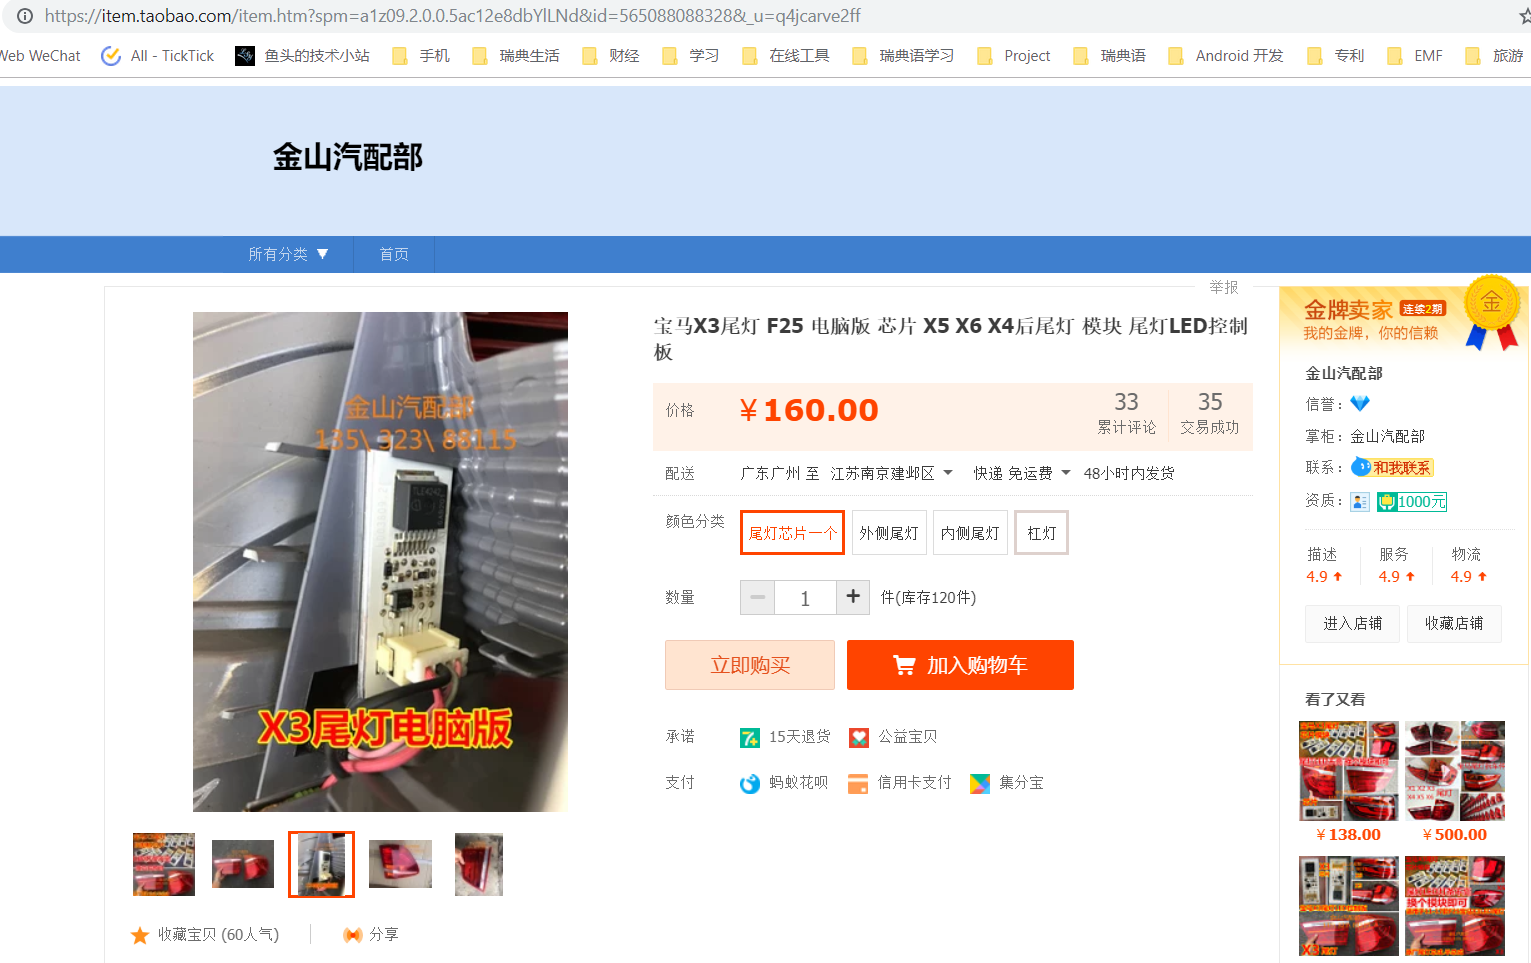 https://item.taobao.com/item.htm?spm=a1z09.2.0.0.5ac12e8dbYlLNd&id=565088088328&_u=q4jcarve2ff
Web WeChat
All - TickTick
鱼头的技术小站
手机
瑞典生活
财经
学习
在线工具
瑞典语学习
Project
瑞典语
Android 开发
专利
EMF
旅游
金山汽配部
所有分类 ▼
首页
举报
金山汽配部
135\ 323\ 88115
X3尾灯电脑版
收藏宝贝 (60人气)
分享
宝马X3尾灯 F25 电脑版 芯片 X5 X6 X4后尾灯 模块 尾灯LED控制
板
价格
¥160.00
33
累计评论
35
交易成功
配送
广东广州 至 江苏南京建邺区
快递 免运费
48小时内发货
颜色分类
尾灯芯片一个
外侧尾灯
内侧尾灯
杠灯
数量
1
件(库存120件)
立即购买
加入购物车
承诺
15天退货
公益宝贝
支付
蚂蚁花呗
信用卡支付
集分宝
金牌卖家 连续2期
我的金牌，你的信赖
金
金山汽配部
信誉：
掌柜：金山汽配部
联系：和我联系
资质：1000元
描述
服务
物流
4.9
4.9
4.9
进入店铺
收藏店铺
看了又看
¥138.00
¥500.00
换个模块即可
X3尾灯